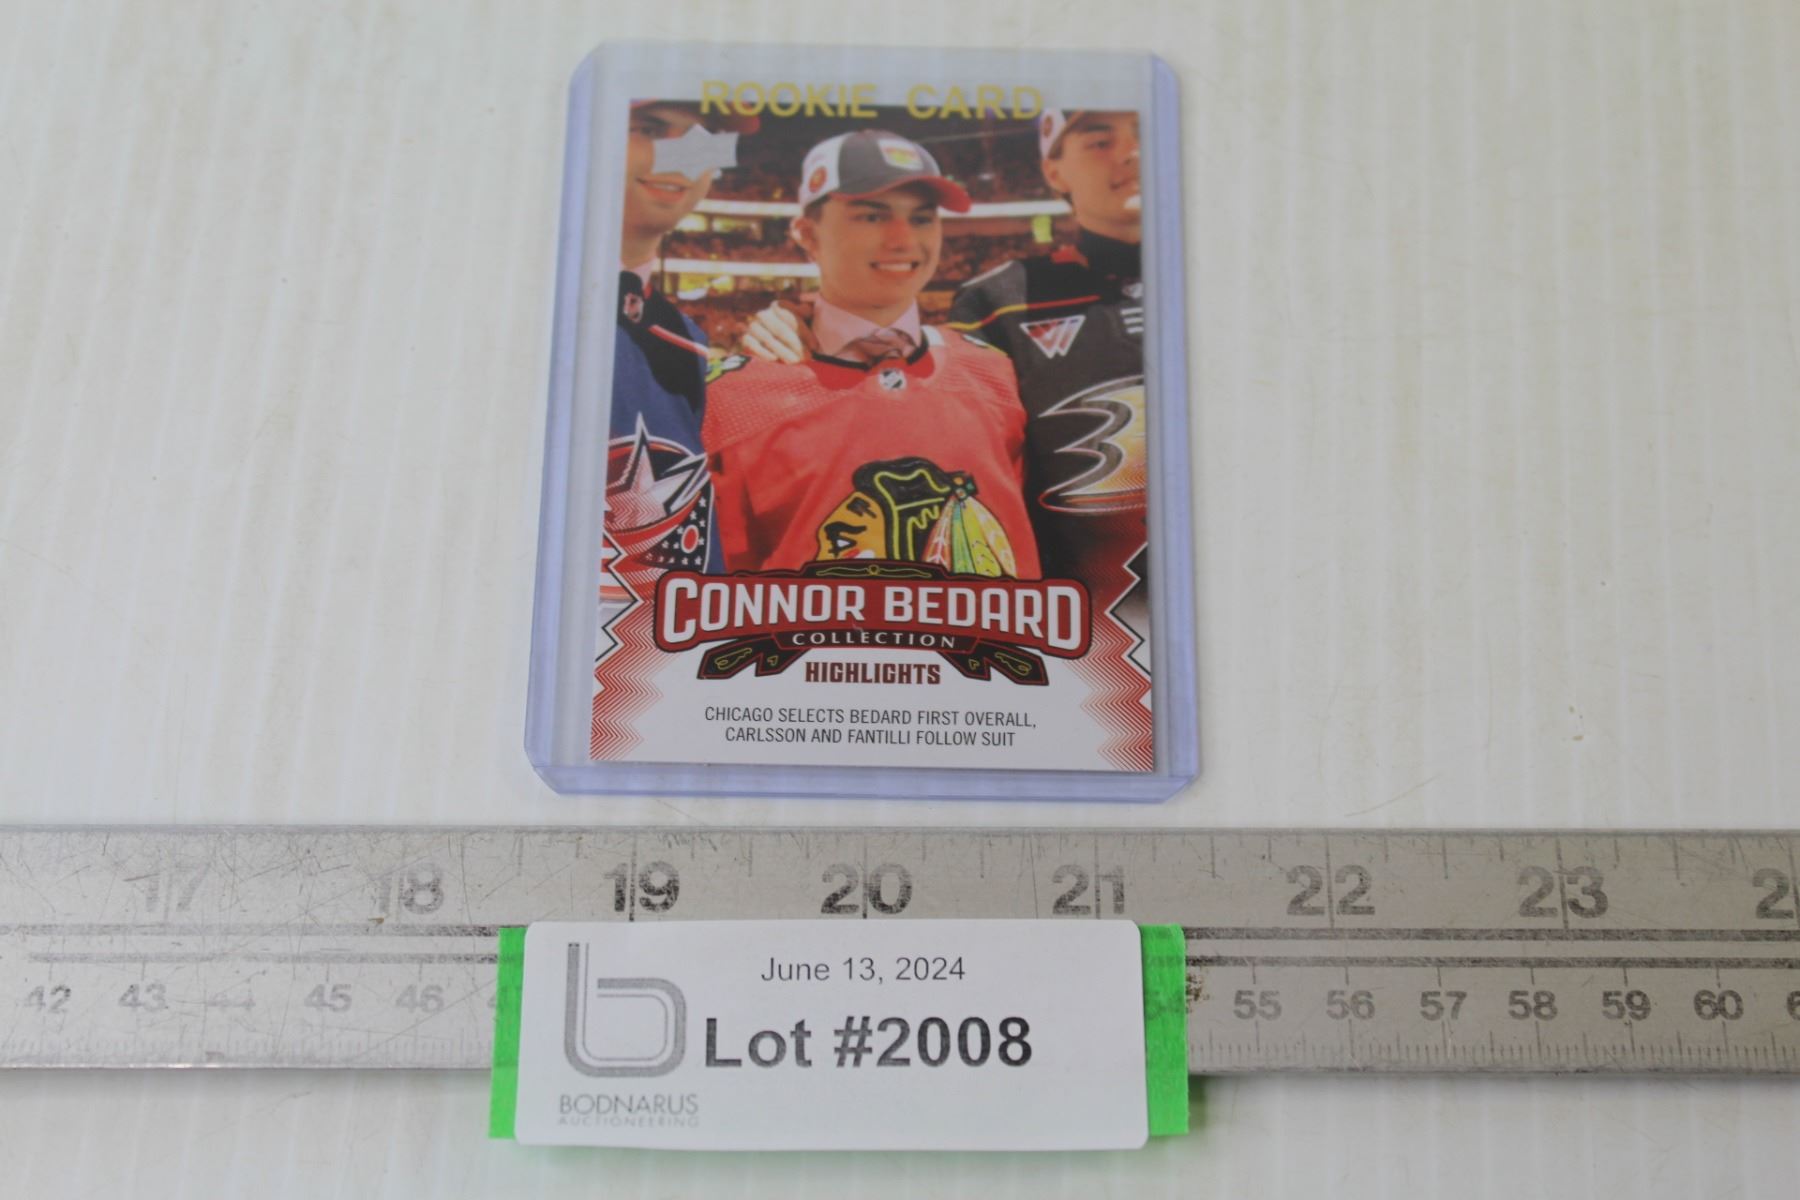 ROOKIE CARD
CONNOR BEDARD
COLLECTION
HIGHLIGHTS
CHICAGO SELECTS BEDARD FIRST OVERALL,
CARLSSON AND FANTILLI FOLLOW SUIT
17 18 19 20 21 22 23
42 43 44 45 46 54 55 56 57 58 59 60
June 13, 2024
Lot #2008
BODNARUS
AUCTIONEERING